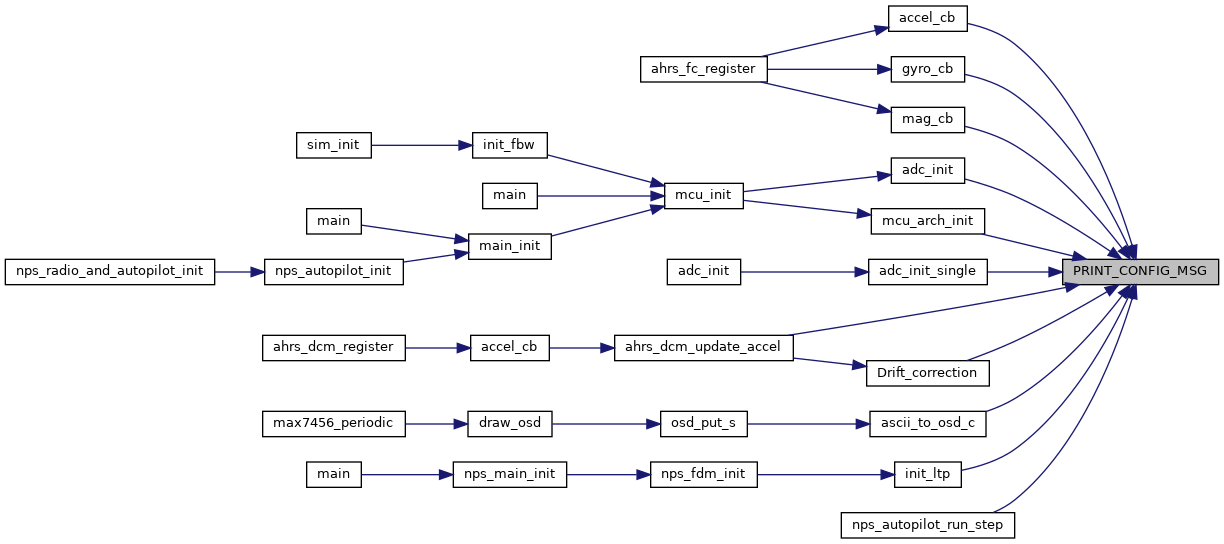 accel_cb
ahrs_fc_register
gyro_cb
mag_cb
sim_init
init_fbw
adc_init
main
mcu_init
main
mcu_arch_init
main_init
nps_radio_and_autopilot_init
nps_autopilot_init
adc_init
adc_init_single
PRINT_CONFIG_MSG
ahrs_dcm_register
accel_cb
ahrs_dcm_update_accel
Drift_correction
max7456_periodic
draw_osd
osd_put_s
ascii_to_osd_c
main
nps_main_init
nps_fdm_init
init_ltp
nps_autopilot_run_step